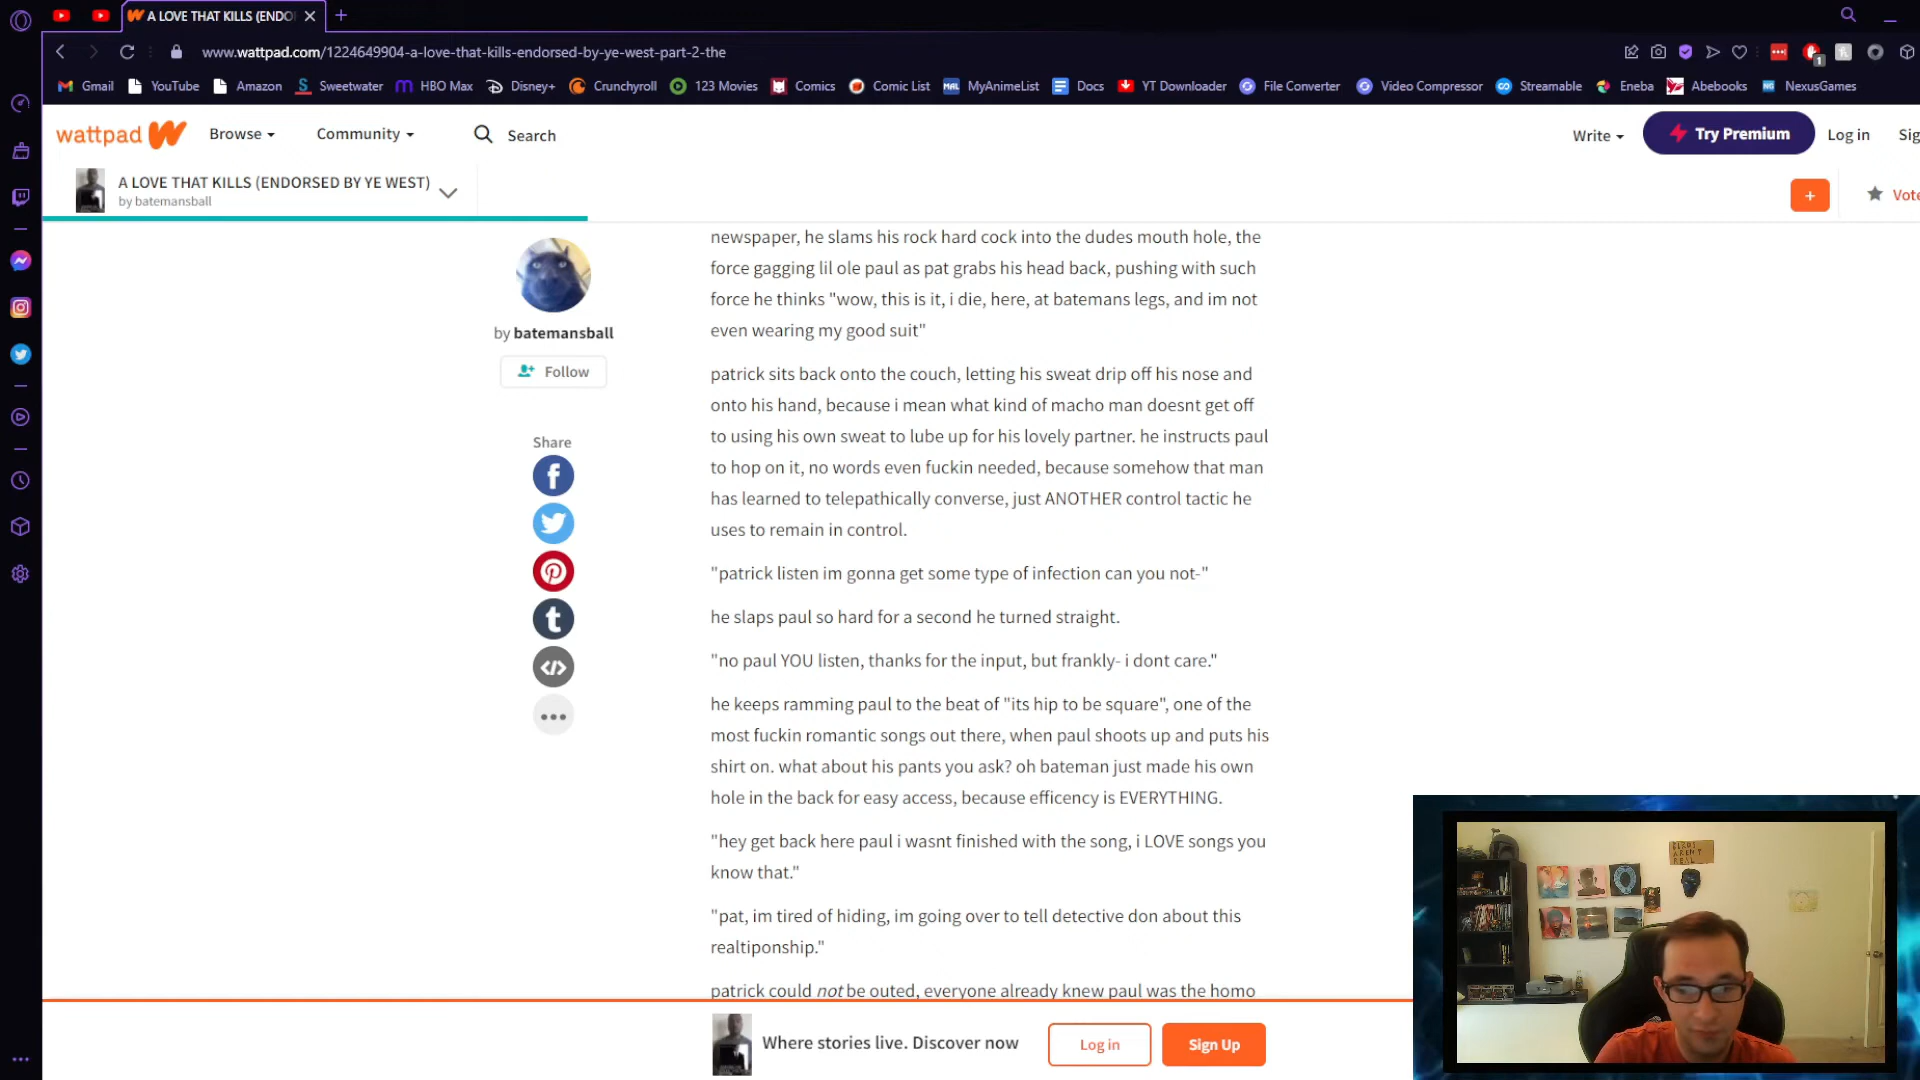 A LOVE THAT KILLS (ENDO
www.wattpad.com/1224649904-a-love-that-kills-endorsed-by-ye-west-part-2-the
1
Gmail YouTube Amazon Sweetwater HBO Max Disney+ Crunchyroll 123 Movies Comics Comic List MyAnimeList Docs YT Downloader File Converter Video Compressor Streamable Eneba Abebooks NexusGames
wattpad Browse Community Search Write Try Premium Log in Sig
A LOVE THAT KILLS (ENDORSED BY YE WEST)
by batemansball
+ Vote
newspaper, he slams his rock hard cock into the dudes mouth hole, the
force gagging lil ole paul as pat grabs his head back, pushing with such
force he thinks "wow, this is it, i die, here, at batemans legs, and im not
even wearing my good suit"
by batemansball
Follow
patrick sits back onto the couch, letting his sweat drip off his nose and
onto his hand, because i mean what kind of macho man doesnt get off
to using his own sweat to lube up for his lovely partner. he instructs paul
to hop on it, no words even fuckin needed, because somehow that man
has learned to telepathically converse, just ANOTHER control tactic he
uses to remain in control.
Share
"patrick listen im gonna get some type of infection can you not-"
he slaps paul so hard for a second he turned straight.
"no paul YOU listen, thanks for the input, but frankly- i dont care."
he keeps ramming paul to the beat of "its hip to be square", one of the
most fuckin romantic songs out there, when paul shoots up and puts his
shirt on. what about his pants you ask? oh bateman just made his own
hole in the back for easy access, because efficency is EVERYTHING.
"hey get back here paul i wasnt finished with the song, i LOVE songs you
know that."
"pat, im tired of hiding, im going over to tell detective don about this
realtiponship."
patrick could not be outed, everyone already knew paul was the homo
BIRDS
AREN'T
REAL
Where stories live. Discover now
Log in
Sign Up